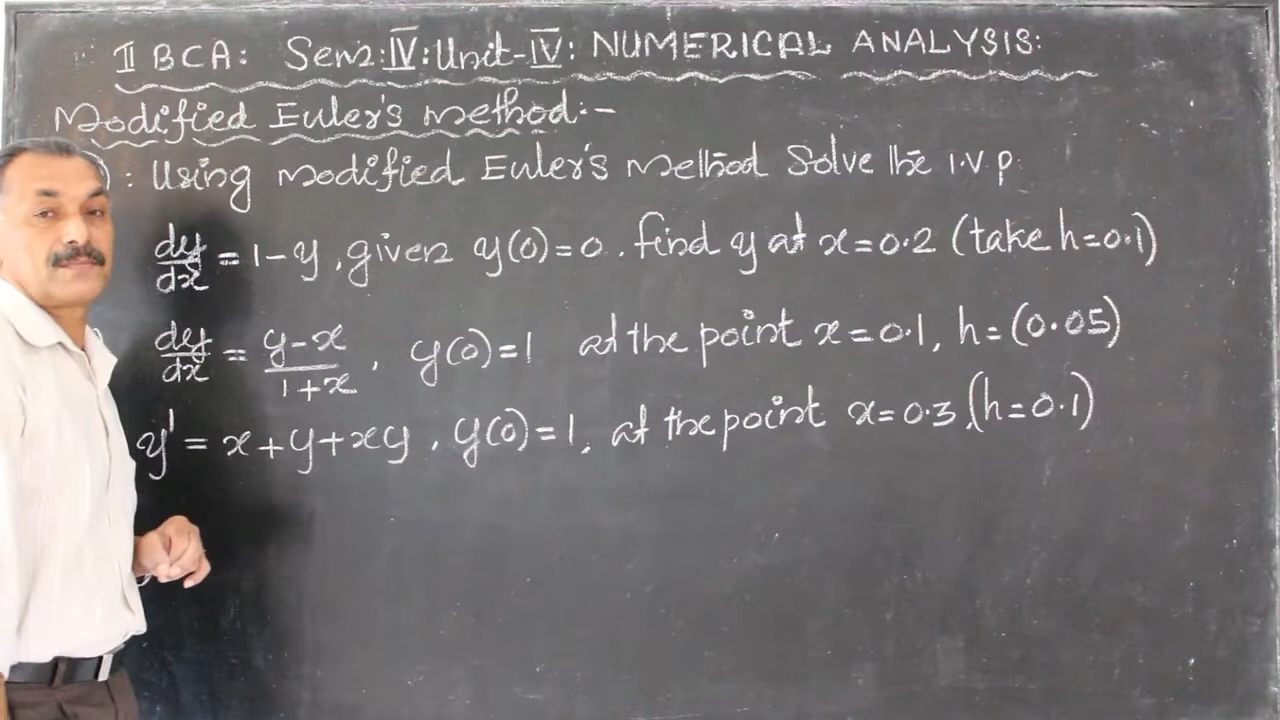 II BCA: Sem: IV: Unit-IV: NUMERICAL ANALYSIS:
Modified Euler's method:-
): Using modified Euler's Method Solve the I.V.P.
dy/dx = 1-y, given y(0)=0. find y at x=0.2 (take h=0.1)
dy/dx = y-x/1+x, y(0)=1 at the point x=0.1, h=(0.05)
y' = x+y+xy, y(0)=1, at the point x=0.3,(h=0.1)